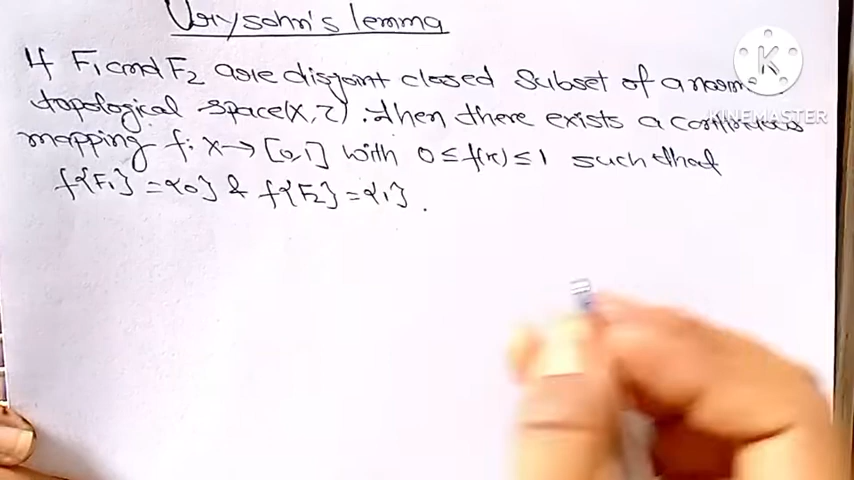 Urysohn's lemma
If F₁ and F₂ are disjoint closed subset of a norm
topological space (X, τ). then there exists a continuous
mapping f: X → [0,1] with 0 ≤ f(x) ≤ 1 such that
f{F₁} = {0} & f{F₂} = {1}.
K
KINEMASTER